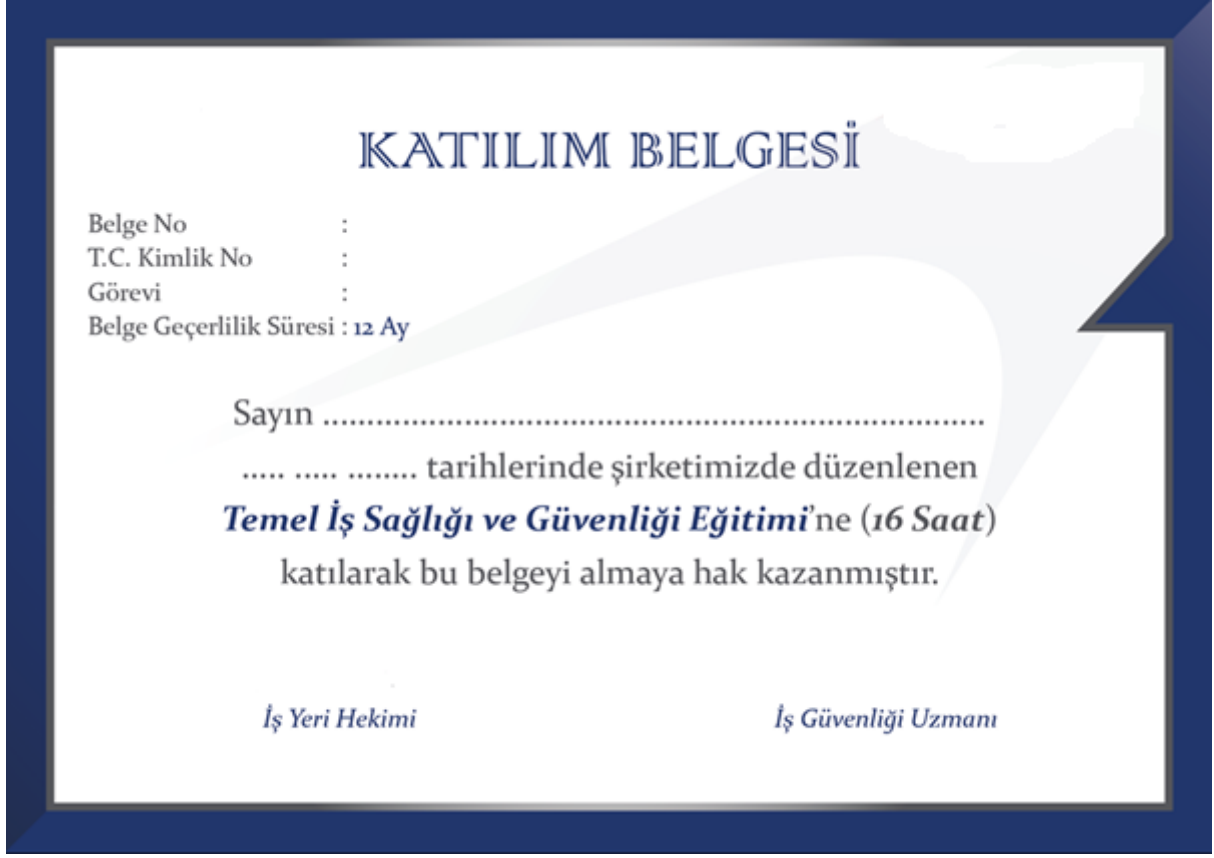 KATILIM BELGESİ
Belge No :
T.C. Kimlik No :
Görevi :
Belge Geçerlilik Süresi : 12 Ay
Sayın ...........................................................................
..... ..... ........ tarihlerinde şirketimizde düzenlenen
Temel İş Sağlığı ve Güvenliği Eğitimi'ne (16 Saat)
katılarak bu belgeyi almaya hak kazanmıştır.
İş Yeri Hekimi İş Güvenliği Uzmanı